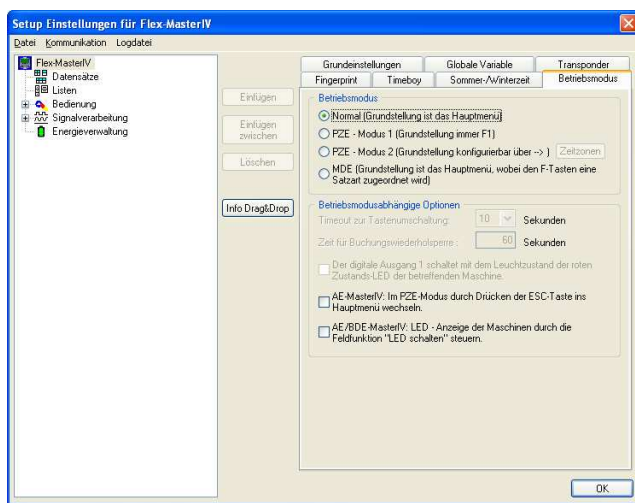 Setup Einstellungen für Flex-MasterIV
Datei Kommunikation Logdatei
Flex-MasterIV
Datensätze
Listen
Bedienung
Signalverarbeitung
Energieverwaltung
Einfügen
Einfügen
zwischen
Löschen
Info Drag&Drop
Grundeinstellungen Globale Variable Transponder
Fingerprint Timeboy Sommer-/Winterzeit Betriebsmodus
Betriebsmodus
Normal (Grundstellung ist das Hauptmenü)
PZE - Modus 1 (Grundstellung immer F1)
PZE - Modus 2 (Grundstellung konfigurierbar über --> ) Zeitzonen
MDE (Grundstellung ist das Hauptmenü, wobei den F-Tasten eine
Satzart zugeordnet wird)
Betriebsmodusabhängige Optionen
Timeout zur Tastenumschaltung: 10 Sekunden
Zeit für Buchungswiederholsperre : 60 Sekunden
Der digitale Ausgang 1 schaltet mit dem Leuchtzustand der roten
Zustands-LED der betreffenden Maschine.
AE-MasterIV: Im PZE-Modus durch Drücken der ESC-Taste ins
Hauptmenü wechseln.
AE/BDE-MasterIV: LED - Anzeige der Maschinen durch die
Feldfunktion "LED schalten" steuern.
OK